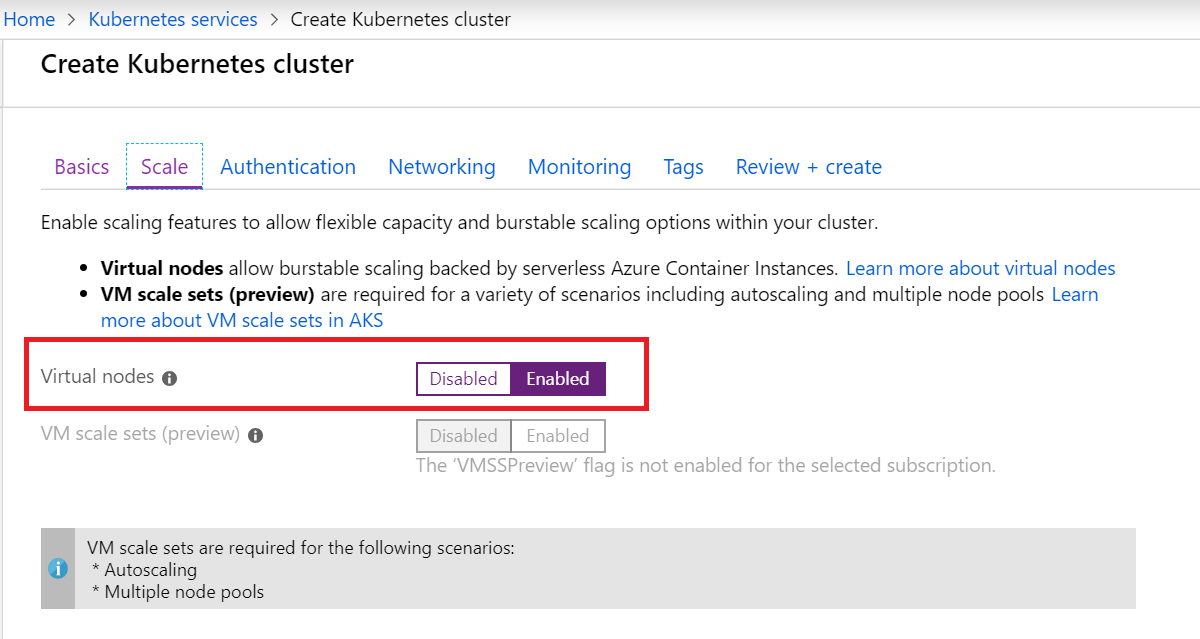 Home > Kubernetes services > Create Kubernetes cluster
Create Kubernetes cluster
Basics Scale Authentication Networking Monitoring Tags Review + create
Enable scaling features to allow flexible capacity and burstable scaling options within your cluster.
• Virtual nodes allow burstable scaling backed by serverless Azure Container Instances. Learn more about virtual nodes
• VM scale sets (preview) are required for a variety of scenarios including autoscaling and multiple node pools Learn
more about VM scale sets in AKS
Virtual nodes i Disabled Enabled
VM scale sets (preview) i Disabled Enabled
The ‘VMSSPreview’ flag is not enabled for the selected subscription.
VM scale sets are required for the following scenarios:
i * Autoscaling
* Multiple node pools